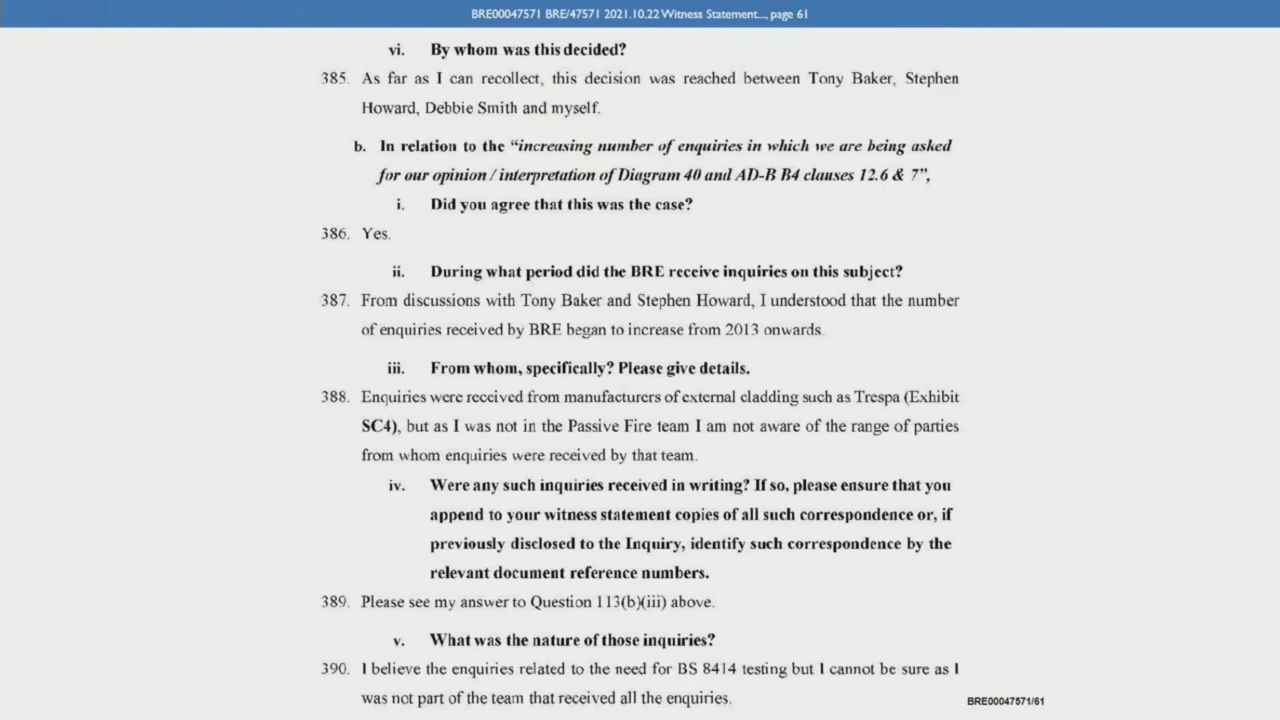 BRE00047571 BRE/47571 2021.10.22 Witness Statement..., page 61
vi. By whom was this decided?
385. As far as I can recollect, this decision was reached between Tony Baker, Stephen
Howard, Debbie Smith and myself.
b. In relation to the “increasing number of enquiries in which we are being asked
for our opinion / interpretation of Diagram 40 and AD-B B4 clauses 12.6 & 7”,
i. Did you agree that this was the case?
386. Yes.
ii. During what period did the BRE receive inquiries on this subject?
387. From discussions with Tony Baker and Stephen Howard, I understood that the number
of enquiries received by BRE began to increase from 2013 onwards.
iii. From whom, specifically? Please give details.
388. Enquiries were received from manufacturers of external cladding such as Trespa (Exhibit
SC4), but as I was not in the Passive Fire team I am not aware of the range of parties
from whom enquiries were received by that team.
iv. Were any such inquiries received in writing? If so, please ensure that you
append to your witness statement copies of all such correspondence or, if
previously disclosed to the Inquiry, identify such correspondence by the
relevant document reference numbers.
389. Please see my answer to Question 113(b)(iii) above.
v. What was the nature of those inquiries?
390. I believe the enquiries related to the need for BS 8414 testing but I cannot be sure as I
was not part of the team that received all the enquiries.
BRE00047571/61